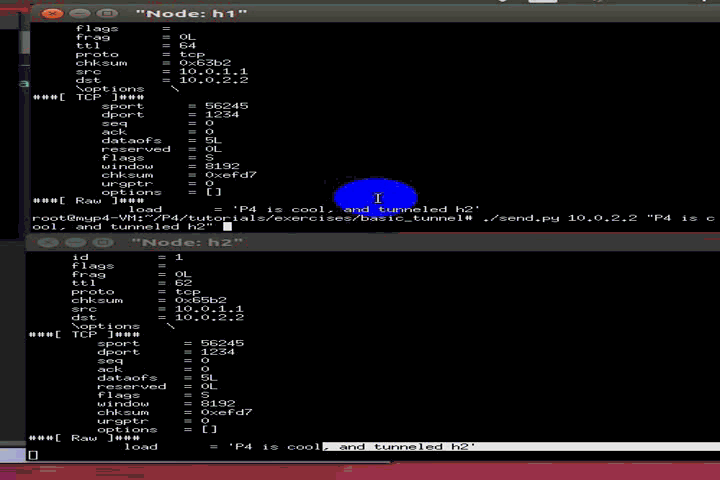 "Node: h1"
flags =
frag = 0L
ttl = 64
proto = tcp
chksum = 0x63b2
src = 10.0.1.1
dst = 10.0.2.2
\options \
###[ TCP ]###
sport = 56245
dport = 1234
seq = 0
ack = 0
dataofs = 5L
reserved = 0L
flags = S
window = 8192
chksum = 0xefd7
urgptr = 0
options = []
###[ Raw ]###
load = 'P4 is cool, and tunneled h2'
root@myp4-VM:~/P4/tutorials/exercises/basic_tunnel# ./send.py 10.0.2.2 "P4 is c
ool, and tunneled h2"
"Node: h2"
id = 1
flags =
frag = 0L
ttl = 62
proto = tcp
chksum = 0x65b2
src = 10.0.1.1
dst = 10.0.2.2
\options \
###[ TCP ]###
sport = 56245
dport = 1234
seq = 0
ack = 0
dataofs = 5L
reserved = 0L
flags = S
window = 8192
chksum = 0xefd7
urgptr = 0
options = []
###[ Raw ]###
load = 'P4 is cool, and tunneled h2'